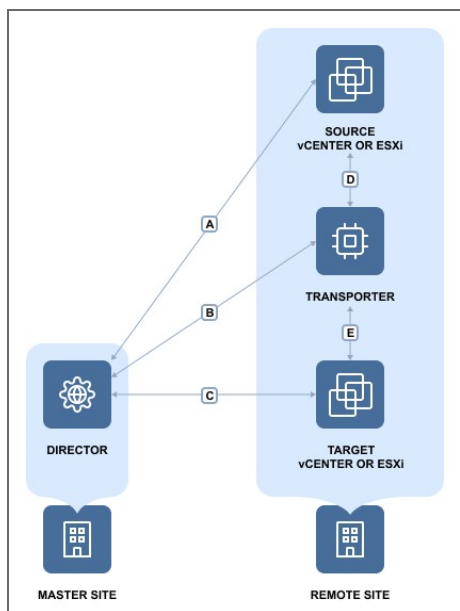 SOURCE
vCENTER OR ESXi
D
A
TRANSPORTER
B
E
C
DIRECTOR
TARGET
vCENTER OR ESXi
MASTER SITE
REMOTE SITE